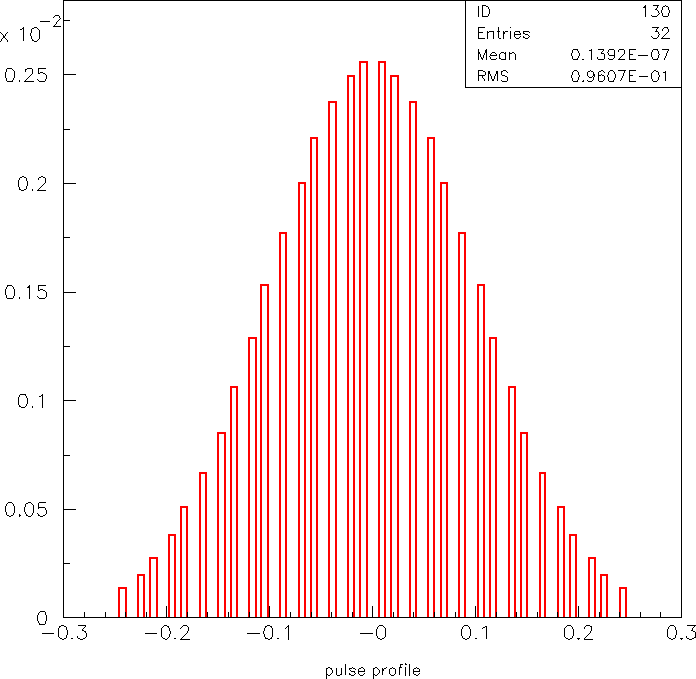 ID 130
Entries 32
Mean 0.1392E-07
RMS 0.9607E-01
x 10^-2
0.25
0.2
0.15
0.1
0.05
0
-0.3 -0.2 -0.1 -0 0.1 0.2 0.3
pulse profile